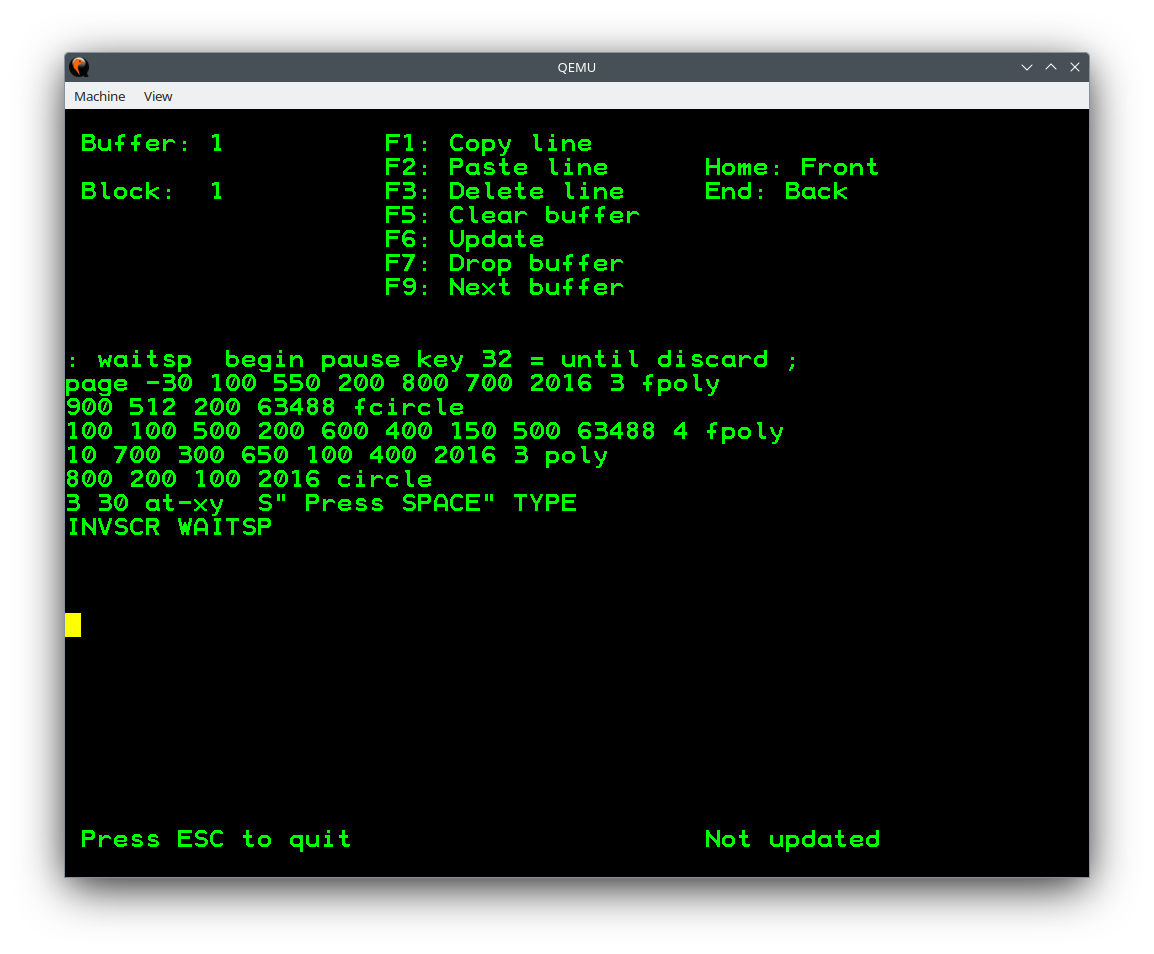 QEMU
Machine View
Buffer: 1 F1: Copy line
F2: Paste line Home: Front
Block: 1 F3: Delete line End: Back
F5: Clear buffer
F6: Update
F7: Drop buffer
F9: Next buffer
: waitsp  begin pause key 32 = until discard ;
page -30 100 550 200 800 700 2016 3 fpoly
900 512 200 63488 fcircle
100 100 500 200 600 400 150 500 63488 4 fpoly
10 700 300 650 100 400 2016 3 poly
800 200 100 2016 circle
3 30 at-xy  S" Press SPACE" TYPE
INVSCR WAITSP
Press ESC to quit Not updated